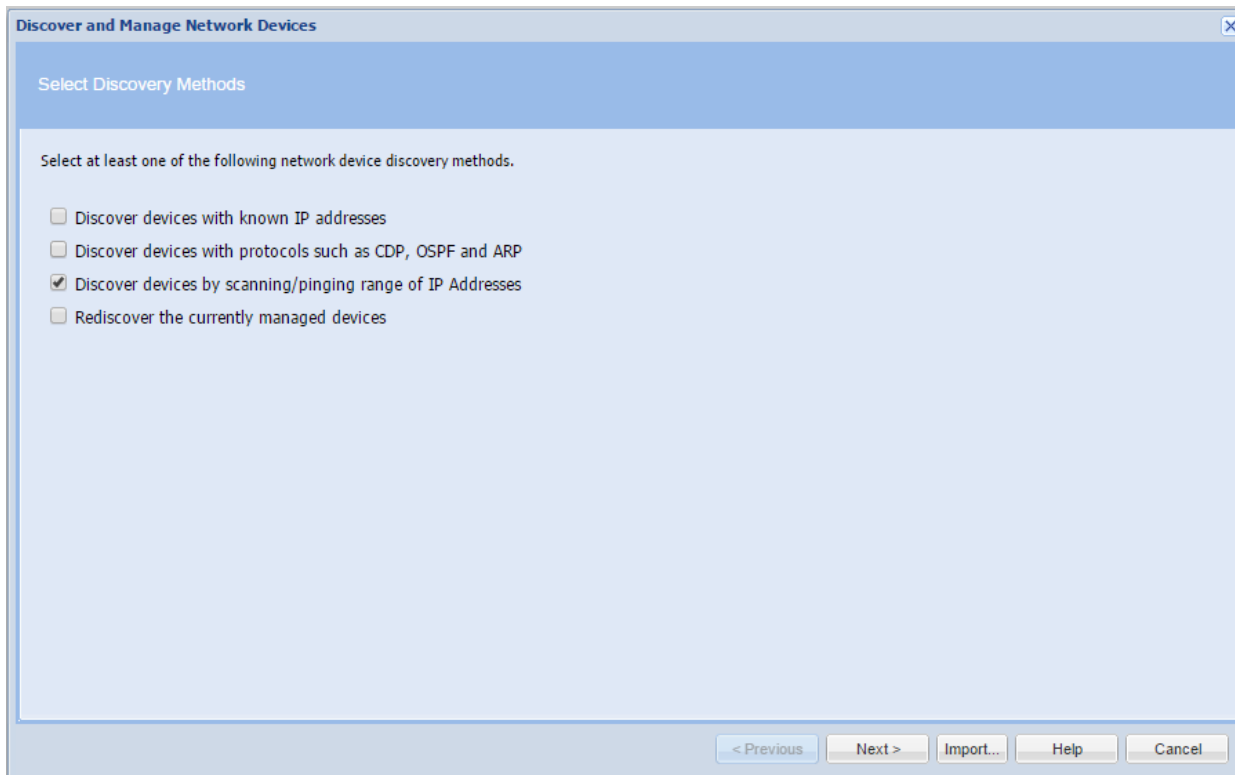 Discover and Manage Network Devices
Select Discovery Methods
Select at least one of the following network device discovery methods.
Discover devices with known IP addresses
Discover devices with protocols such as CDP, OSPF and ARP
Discover devices by scanning/pinging range of IP Addresses
Rediscover the currently managed devices
< Previous Next > Import... Help Cancel